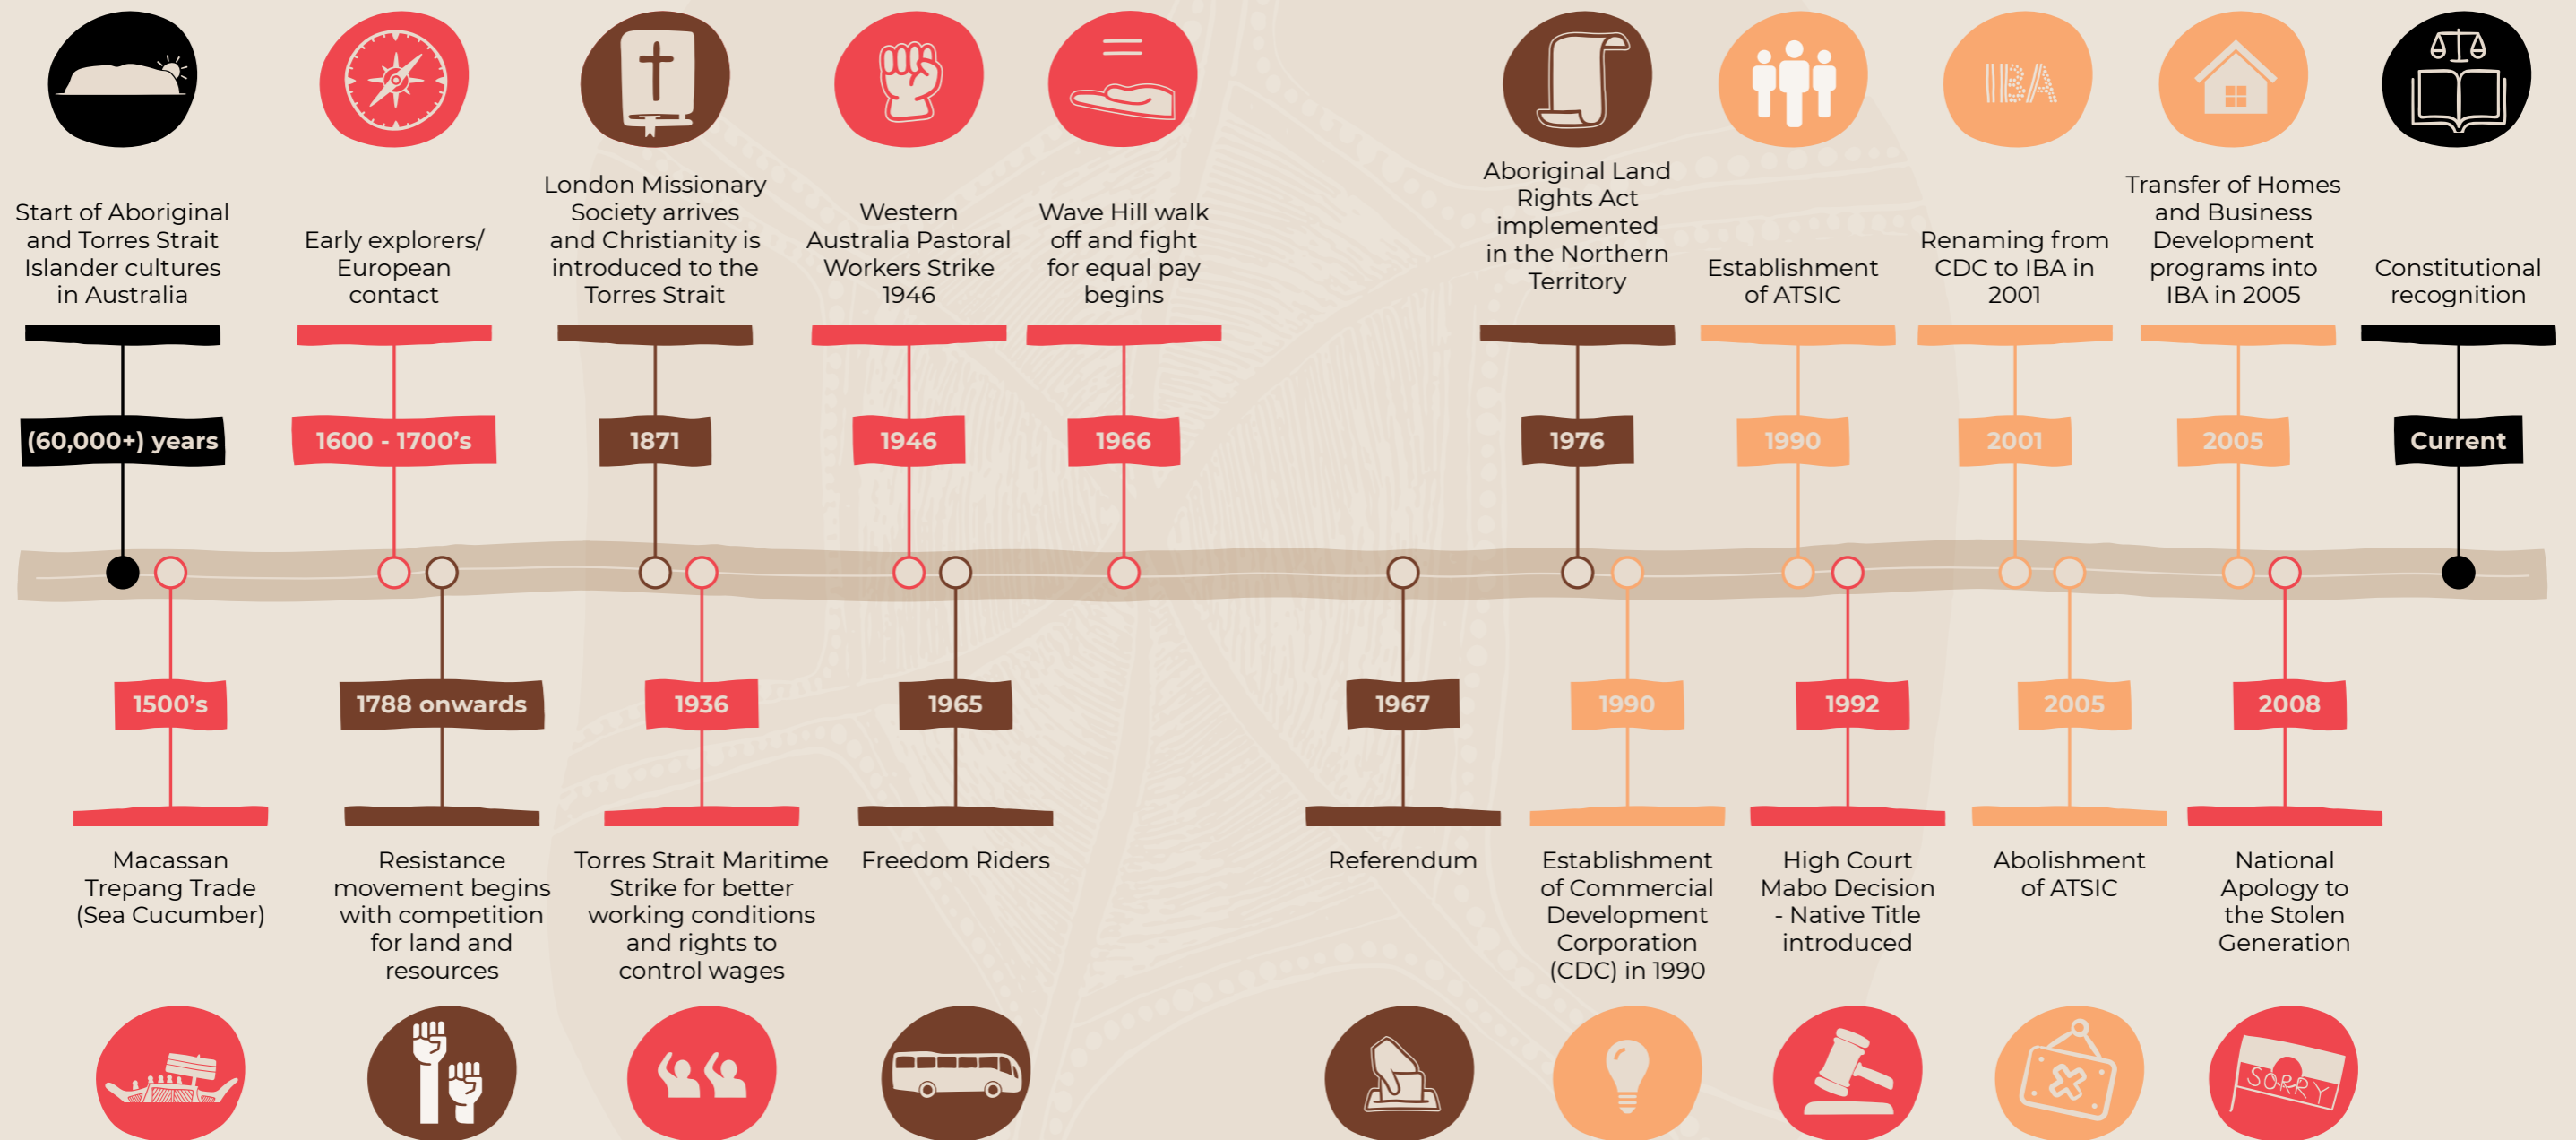 IBA
Start of Aboriginal
and Torres Strait
Islander cultures
in Australia
(60,000+) years
Early explorers/
European
contact
1600 - 1700’s
London Missionary
Society arrives
and Christianity is
introduced to the
Torres Strait
1871
Western
Australia Pastoral
Workers Strike
1946
1946
Wave Hill walk
off and fight
for equal pay
begins
1966
Aboriginal Land
Rights Act
implemented
in the Northern
Territory
1976
Establishment
of ATSIC
1990
Renaming from
CDC to IBA in
2001
2001
Transfer of Homes
and Business
Development
programs into
IBA in 2005
2005
Constitutional
recognition
Current
1500’s
Macassan
Trepang Trade
(Sea Cucumber)
1788 onwards
Resistance
movement begins
with competition
for land and
resources
1936
Torres Strait Maritime
Strike for better
working conditions
and rights to
control wages
1965
Freedom Riders
1967
Referendum
1990
Establishment
of Commercial
Development
Corporation
(CDC) in 1990
1992
High Court
Mabo Decision
- Native Title
introduced
2005
Abolishment
of ATSIC
2008
National
Apology to
the Stolen
Generation
SORRY